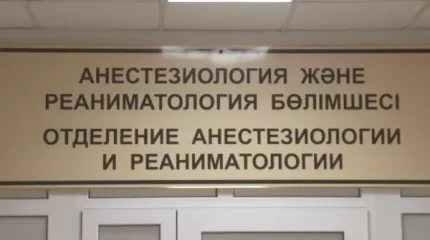 АНЕСТЕЗИОЛОГИЯ ЖӘНЕ
РЕАНИМАТОЛОГИЯ БӨЛІМШЕСІ
ОТДЕЛЕНИЕ АНЕСТЕЗИОЛОГИИ
И РЕАНИМАТОЛОГИИ